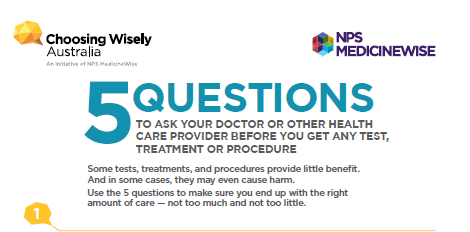 Choosing Wisely
Australia
An initiative of NPS MedicineWise
NPS
MEDICINEWISE
5 QUESTIONS
TO ASK YOUR DOCTOR OR OTHER HEALTH
CARE PROVIDER BEFORE YOU GET ANY TEST,
TREATMENT OR PROCEDURE
Some tests, treatments, and procedures provide little benefit.
And in some cases, they may even cause harm.
Use the 5 questions to make sure you end up with the right
amount of care — not too much and not too little.
1